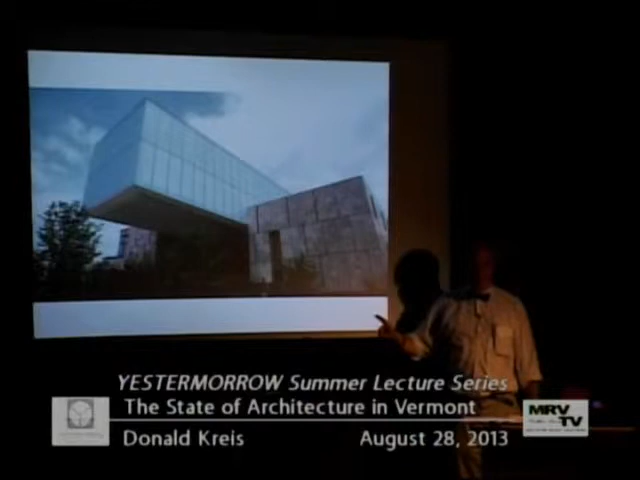 YESTERMORROW Summer Lecture Series
The State of Architecture in Vermont
Donald Kreis
August 28, 2013
MRV
TV